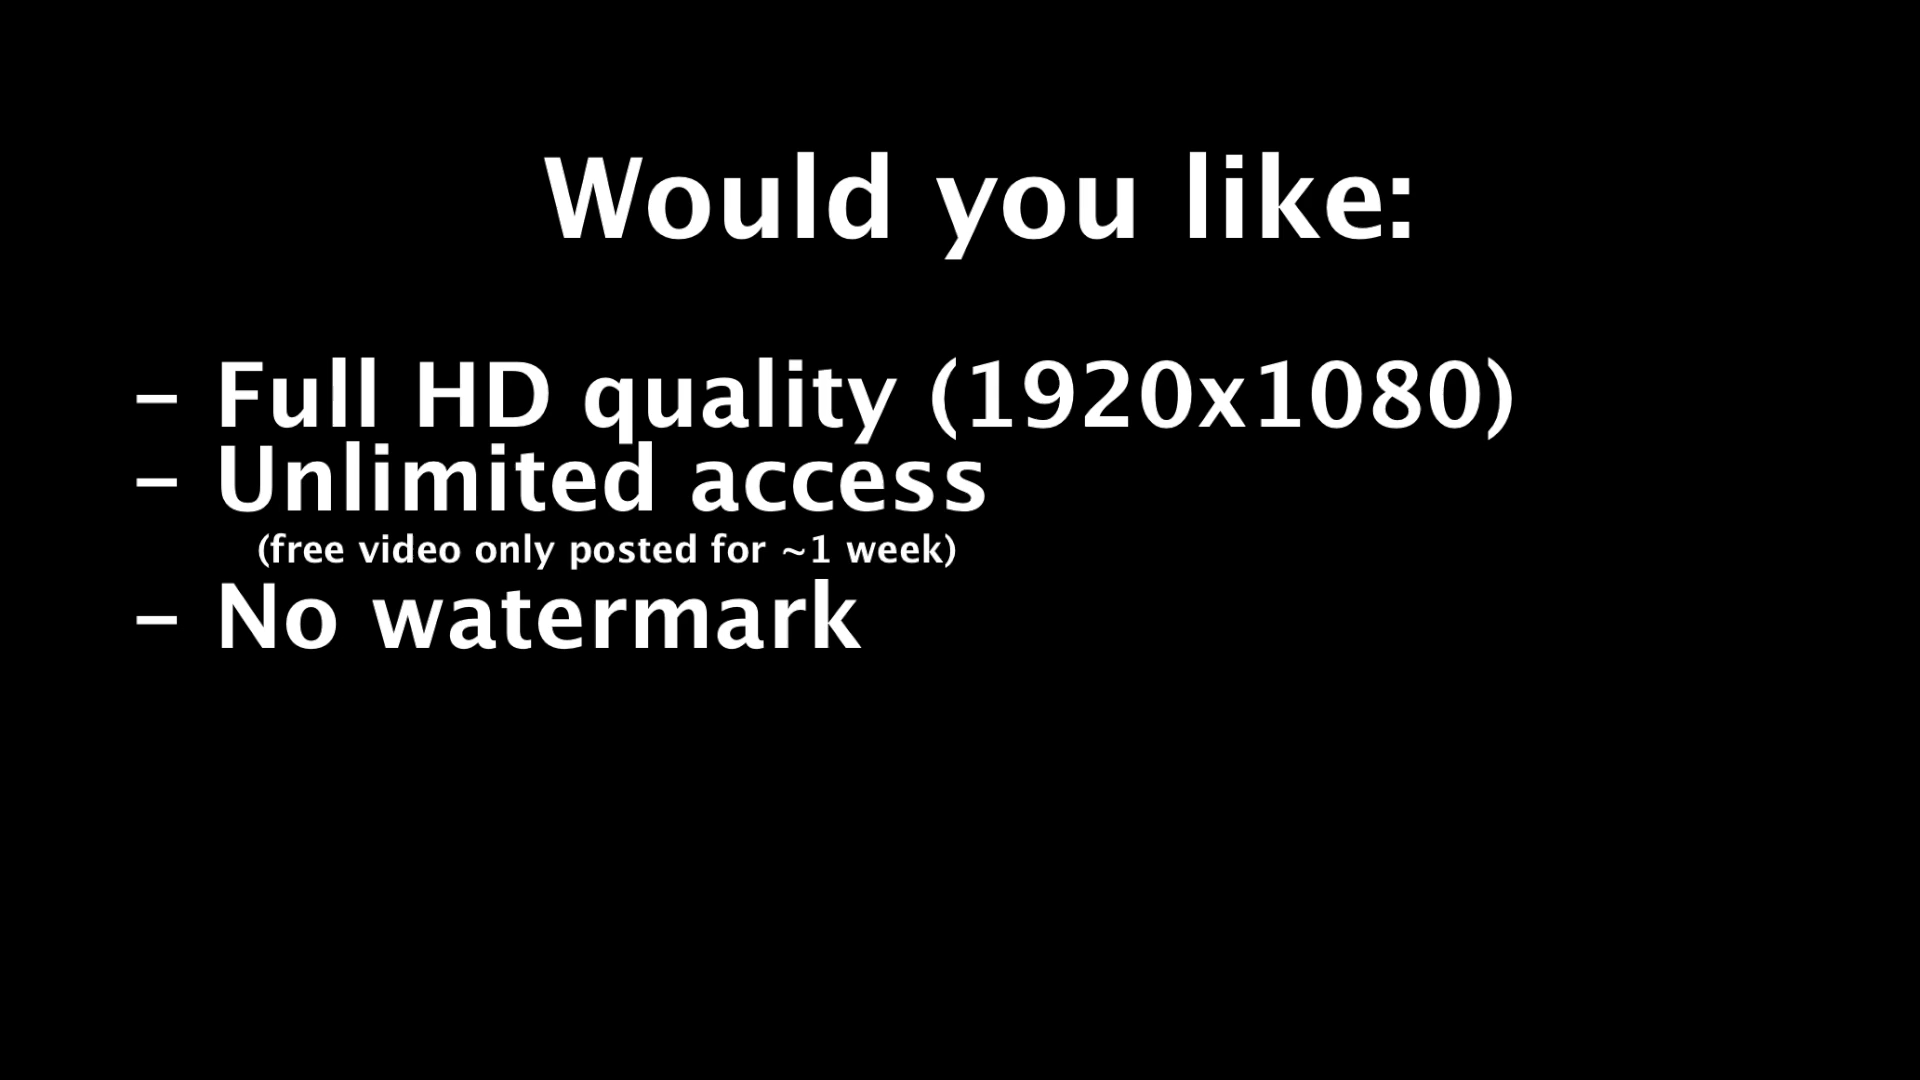 Would you like:
- Full HD quality (1920x1080)
- Unlimited access
(free video only posted for ~1 week)
- No watermark